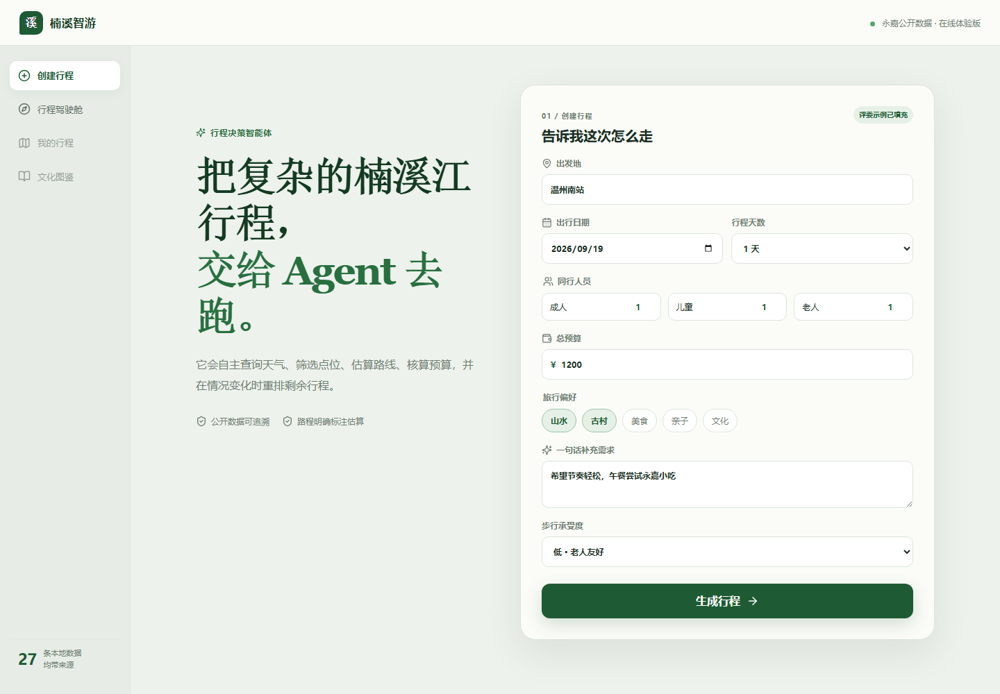 溪 楠溪智游
永嘉公开数据 · 在线体验版
创建行程
行程驾驶舱
我的行程
文化图鉴
27 条本地数据
均带来源
行程决策智能体
把复杂的楠溪江
行程，
交给 Agent 去
跑。
它会自主查询天气、筛选点位、估算路线、核算预算，并
在情况变化时重排剩余行程。
公开数据可追溯 路程明确标注估算
01 / 创建行程
评委示例已填充
告诉我这次怎么走
出发地
温州南站
出行日期 行程天数
2026/09/19 1 天
同行人员
成人 1 儿童 1 老人 1
总预算
¥ 1200
旅行偏好
山水 古村 美食 亲子 文化
一句话补充需求
希望节奏轻松，午餐尝试永嘉小吃
步行承受度
低 · 老人友好
生成行程 →